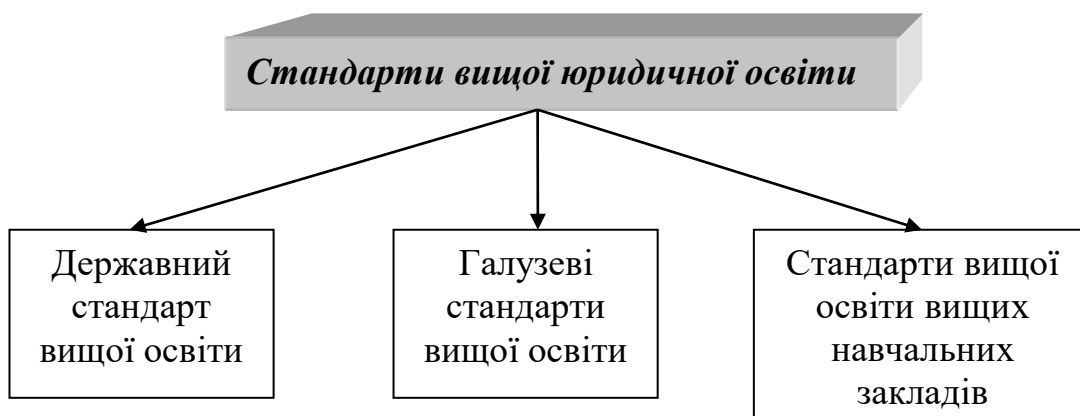 Стандарти вищої юридичної освіти
Державний
стандарт
вищої освіти
Галузеві
стандарти
вищої освіти
Стандарти вищої
освіти вищих
навчальних
закладів